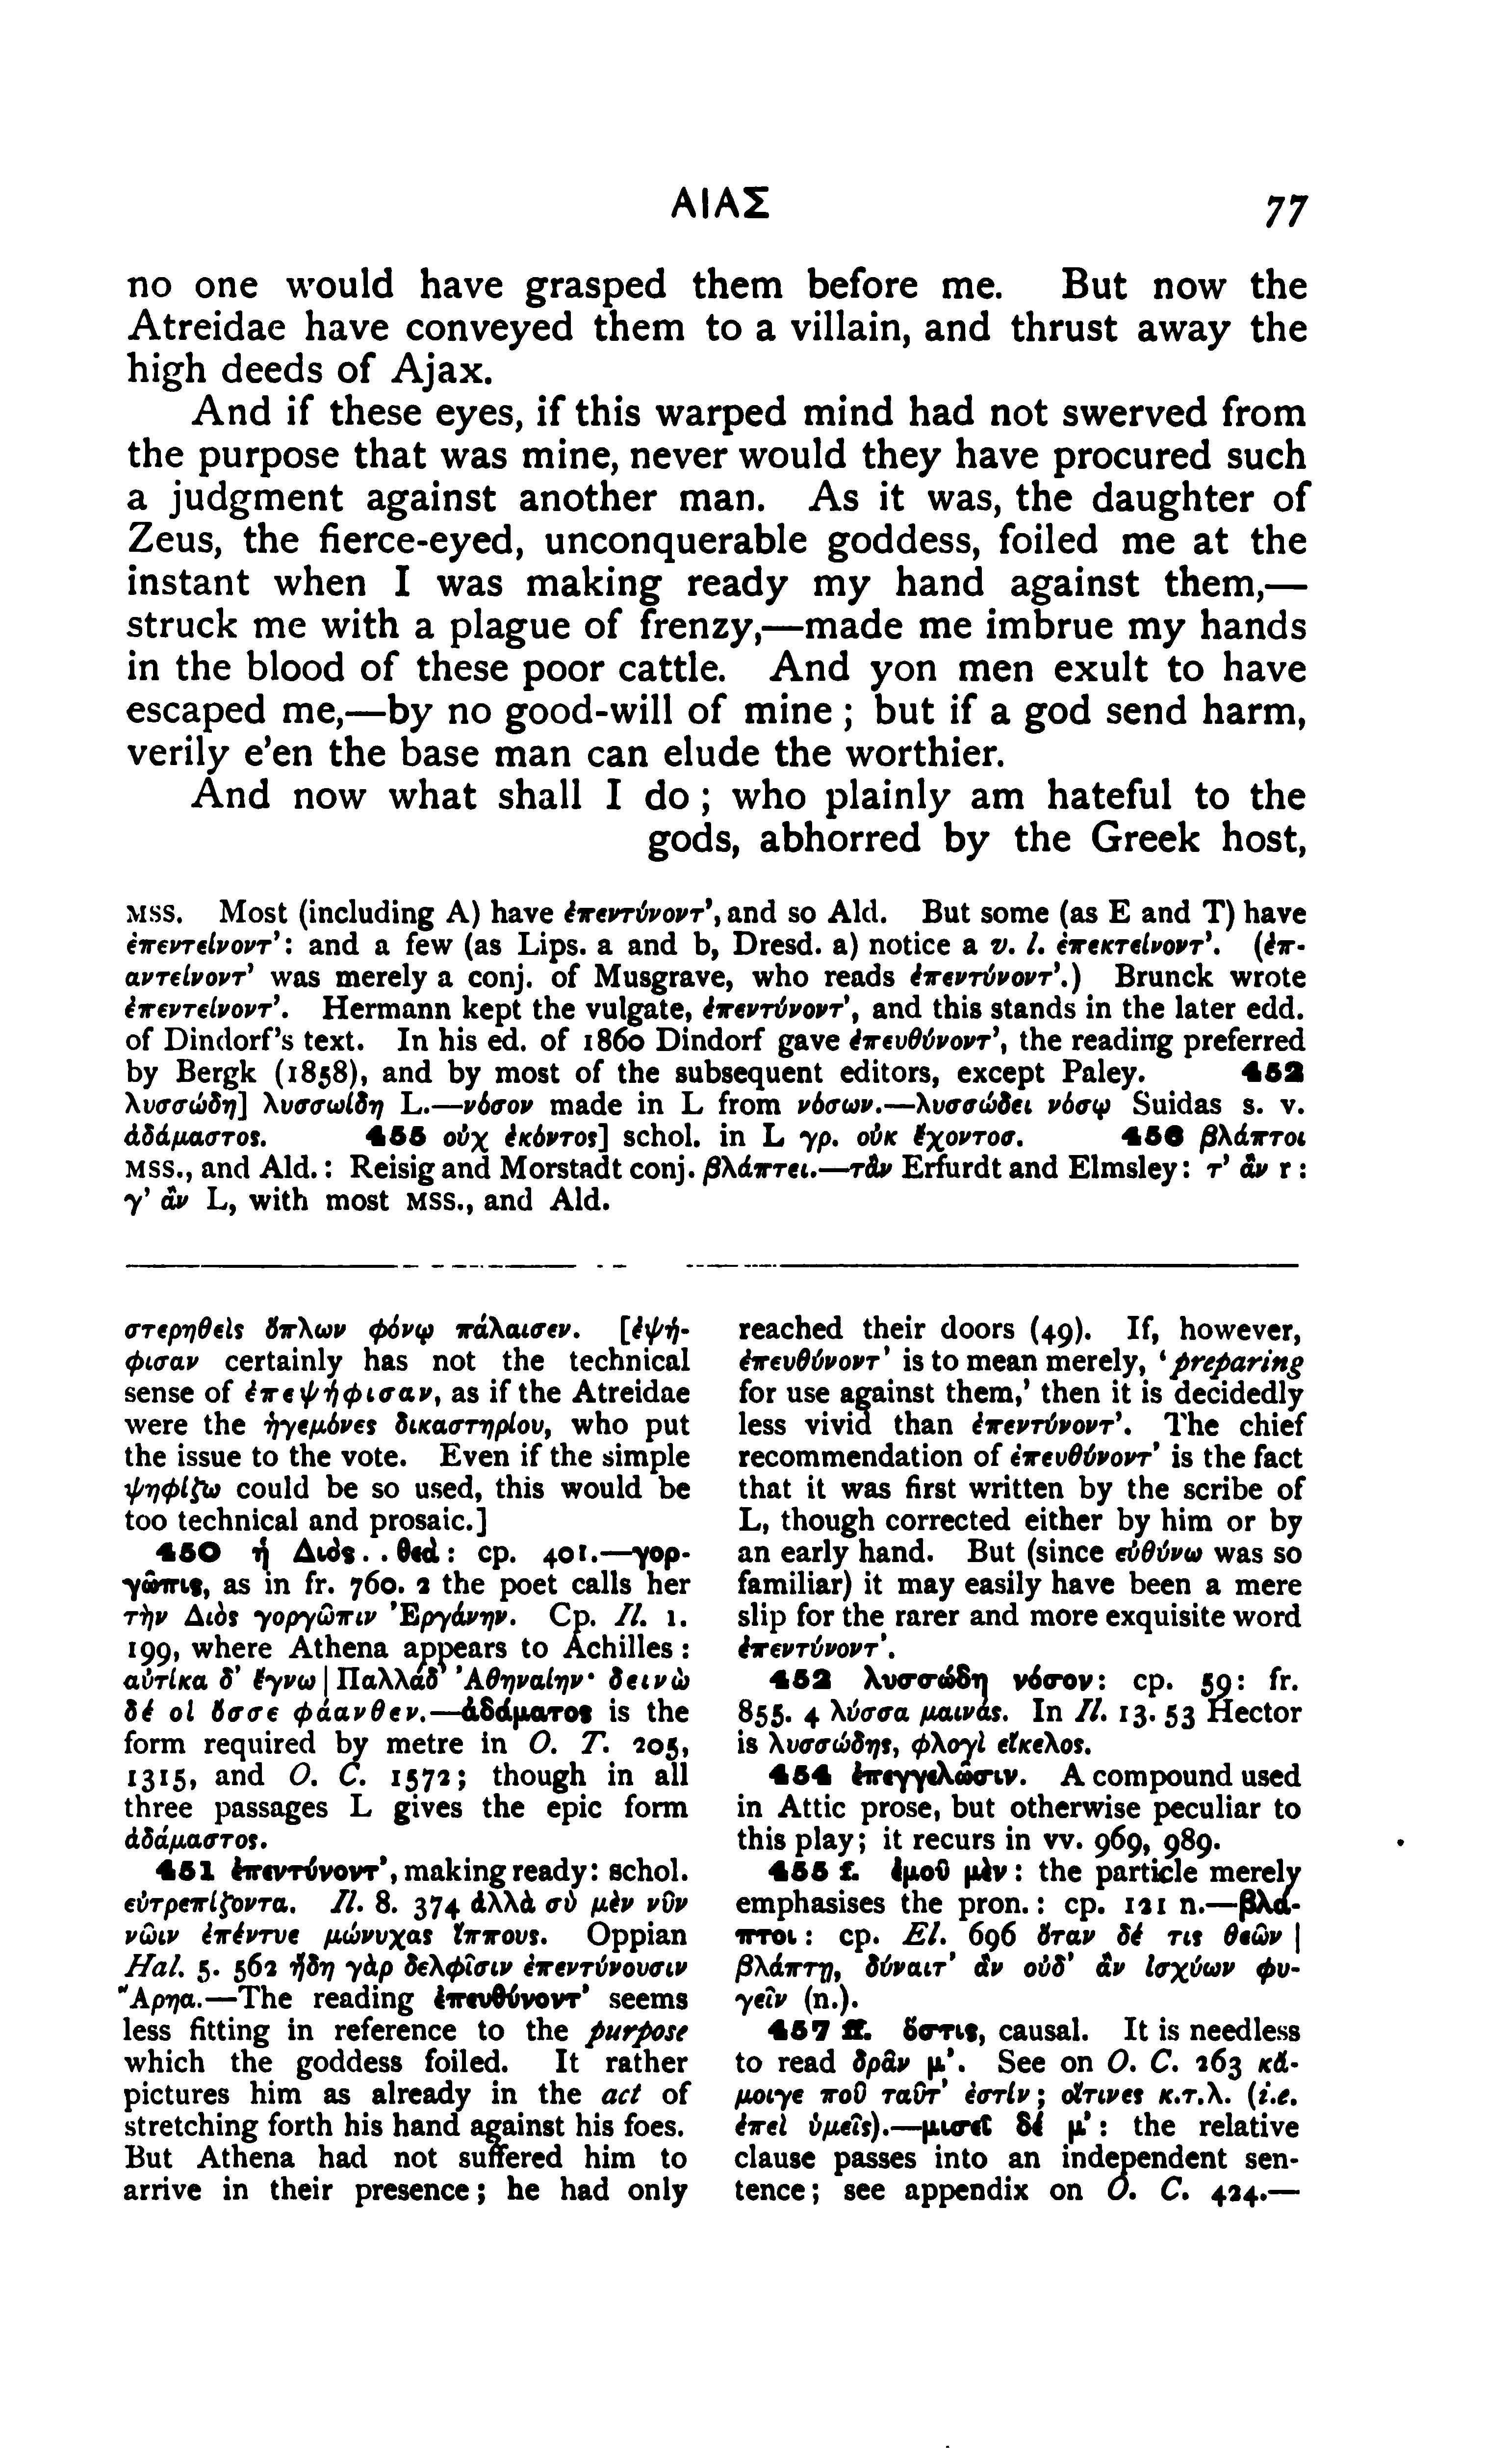 ΑΙΑΣ 77
no one would have grasped them before me. But now the
Atreidae have conveyed them to a villain, and thrust away the
high deeds of Ajax.
And if these eyes, if this warped mind had not swerved from
the purpose that was mine, never would they have procured such
a judgment against another man. As it was, the daughter of
Zeus, the fierce-eyed, unconquerable goddess, foiled me at the
instant when I was making ready my hand against them,—
struck me with a plague of frenzy,—made me imbrue my hands
in the blood of these poor cattle. And yon men exult to have
escaped me,—by no good-will of mine; but if a god send harm,
verily e'en the base man can elude the worthier.
And now what shall I do; who plainly am hateful to the
gods, abhorred by the Greek host,
MSS. Most (including A) have ἐπεντύνοντ', and so Ald. But some (as E and T) have
ἐπεντείνοντ': and a few (as Lips. a and b, Dresd. a) notice a v. l. ἐπεκτείνοντ'. (ἐπ-
αντείνοντ' was merely a conj. of Musgrave, who reads ἐπεντύνοντ'.) Brunck wrote
ἐπεντείνοντ'. Hermann kept the vulgate, ἐπεντύνοντ', and this stands in the later edd.
of Dindorf's text. In his ed. of 1860 Dindorf gave ἐπευθύνοντ', the reading preferred
by Bergk (1858), and by most of the subsequent editors, except Paley. 452
λυσσώδη] λυσσωίδη L.—νόσον made in L from νόσων.—λυσσώδει νόσῳ Suidas s. v.
ἀδάμαστος. 455 οὐχ ἑκόντος] schol. in L γρ. οὐκ ἔχοντοσ. 456 βλάπτοι
MSS., and Ald.: Reisig and Morstadt conj. βλάπτει.—τἂν Erfurdt and Elmsley: τ' ἂν r:
γ' ἂν L, with most MSS., and Ald.
στερηθεὶς ὅπλων φόνῳ πάλαισεν. [ἐψή-
φισαν certainly has not the technical
sense of ἐπεψήφισαν, as if the Atreidae
were the ἡγεμόνες δικαστηρίου, who put
the issue to the vote. Even if the simple
ψηφίζω could be so used, this would be
too technical and prosaic.]
450 ἡ Διὸς..θεά: cp. 401.—γορ-
γῶπις, as in fr. 760. 2 the poet calls her
τὴν Διὸς γοργῶπιν Ἐργάνην. Cp. Il. 1.
199, where Athena appears to Achilles:
αὐτίκα δ' ἔγνω | Παλλάδ' Ἀθηναίην· δεινὼ
δέ οἱ ὄσσε φάανθεν.—ἀδάματος is the
form required by metre in O. T. 205,
1315, and O. C. 1572; though in all
three passages L gives the epic form
ἀδάμαστος.
451 ἐπεντύνοντ', making ready: schol.
εὐτρεπίζοντα. Il. 8. 374 ἀλλὰ σὺ μὲν νῦν
νῶιν ἐπέντυε μώνυχας ἵππους. Oppian
Hal. 5. 562 ἤδη γὰρ δελφῖσιν ἐπεντύνουσιν
Ἄρηα.—The reading ἐπευθύνοντ' seems
less fitting in reference to the purpose
which the goddess foiled. It rather
pictures him as already in the act of
stretching forth his hand against his foes.
But Athena had not suffered him to
arrive in their presence; he had only
reached their doors (49). If, however,
ἐπευθύνοντ' is to mean merely, 'preparing
for use against them,' then it is decidedly
less vivid than ἐπεντύνοντ'. The chief
recommendation of ἐπευθύνοντ' is the fact
that it was first written by the scribe of
L, though corrected either by him or by
an early hand. But (since εὐθύνω was so
familiar) it may easily have been a mere
slip for the rarer and more exquisite word
ἐπεντύνοντ'.
452 λυσσώδη νόσον: cp. 59: fr.
855. 4 λύσσα μαινάς. In Il. 13. 53 Hector
is λυσσώδης, φλογὶ εἴκελος.
454 ἐπεγγελῶσιν. A compound used
in Attic prose, but otherwise peculiar to
this play; it recurs in vv. 969, 989.
455 f. ἐμοῦ μὲν: the particle merely
emphasises the pron.: cp. 121 n.—βλά-
πτοι: cp. El. 696 ὅταν δέ τις θεῶν |
βλάπτῃ, δύναιτ' ἂν οὐδ' ἂν ἰσχύων φυ-
γεῖν (n.).
457 ff. ὅστις, causal. It is needless
to read δρᾶν μ'. See on O. C. 263 κἄ-
μοιγε ποῦ ταῦτ' ἐστίν; οἵτινες κ.τ.λ. (i.e.
ἐπεὶ ὑμεῖς).—μισεῖ δέ μ': the relative
clause passes into an independent sen-
tence; see appendix on O. C. 424.—